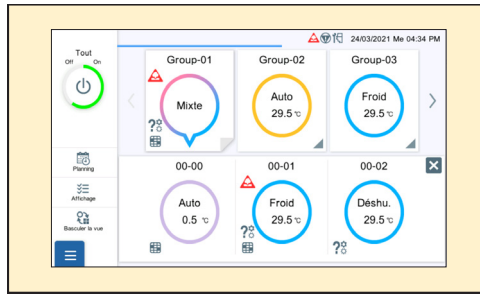 24/03/2021 Me 04:34 PM
Tout
Off On
Group-01
Group-02
Group-03
Mixte
Auto
29.5 °C
Froid
29.5 °C
Planning
Affichage
Basculer la vue
00-00
00-01
00-02
Auto
0.5 °C
Froid
29.5 °C
Déshu.
29.5 °C